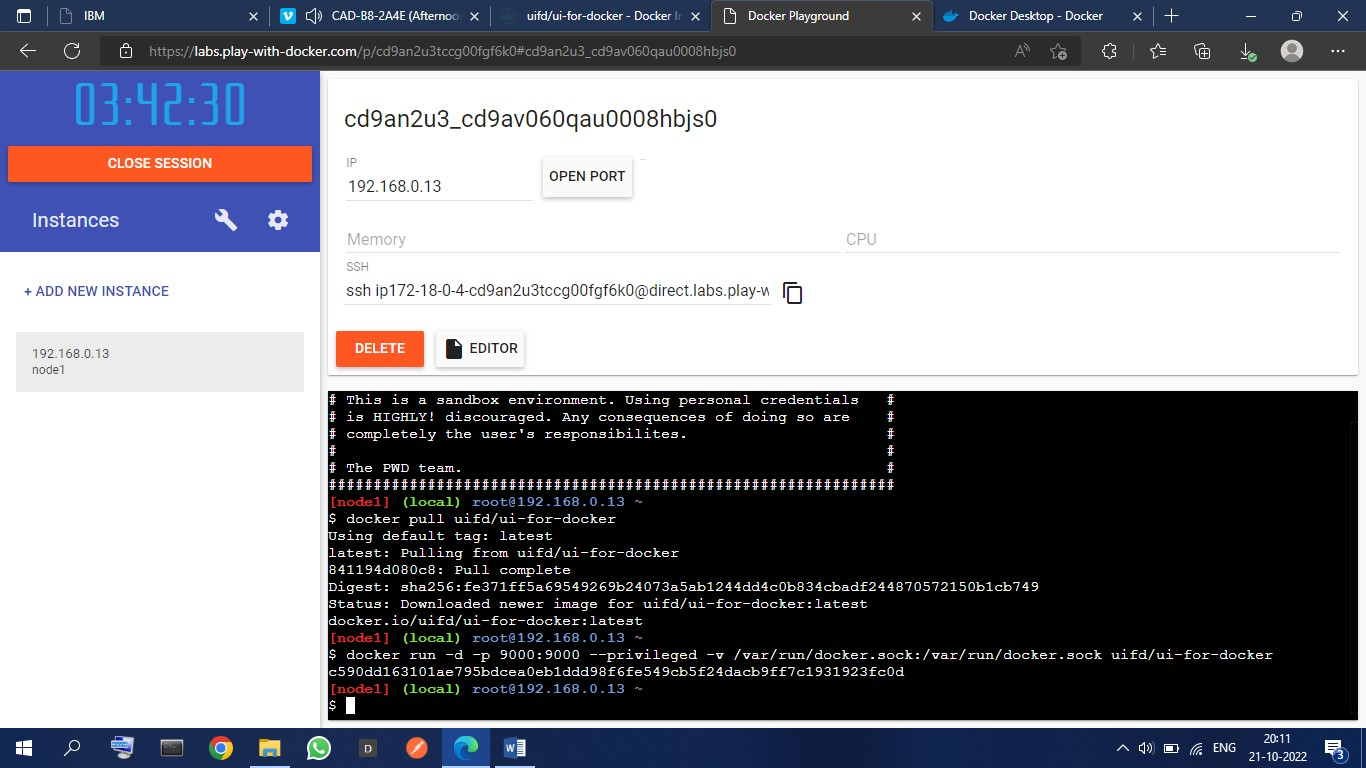 IBM
CAD-B8-2A4E (Afternoo
uifd/ui-for-docker - Docker I
Docker Playground
Docker Desktop - Docker
https://labs.play-with-docker.com/p/cd9an2u3tccg00fgf6k0#cd9an2u3_cd9av060qau0008hbjs0
03:42:30
CLOSE SESSION
Instances
+ ADD NEW INSTANCE
192.168.0.13
node1
cd9an2u3_cd9av060qau0008hbjs0
IP
192.168.0.13
OPEN PORT
Memory
CPU
SSH
ssh ip172-18-0-4-cd9an2u3tccg00fgf6k0@direct.labs.play-w
DELETE
EDITOR
# This is a sandbox environment. Using personal credentials #
# is HIGHLY! discouraged. Any consequences of doing so are #
# completely the user's responsibilites. #
# #
# The PWD team. #
###############################################################
[node1] (local) root@192.168.0.13 ~
$ docker pull uifd/ui-for-docker
Using default tag: latest
latest: Pulling from uifd/ui-for-docker
841194d080c8: Pull complete
Digest: sha256:fe371ff5a69549269b24073a5ab1244dd4c0b834cbadf244870572150b1cb749
Status: Downloaded newer image for uifd/ui-for-docker:latest
docker.io/uifd/ui-for-docker:latest
[node1] (local) root@192.168.0.13 ~
$ docker run -d -p 9000:9000 --privileged -v /var/run/docker.sock:/var/run/docker.sock uifd/ui-for-docker
c590dd163101ae795bdcea0eb1ddd98f6ffe549cb5f24dacb9ff7c1931923fc0d
[node1] (local) root@192.168.0.13 ~
$
ENG
20:11
21-10-2022
3